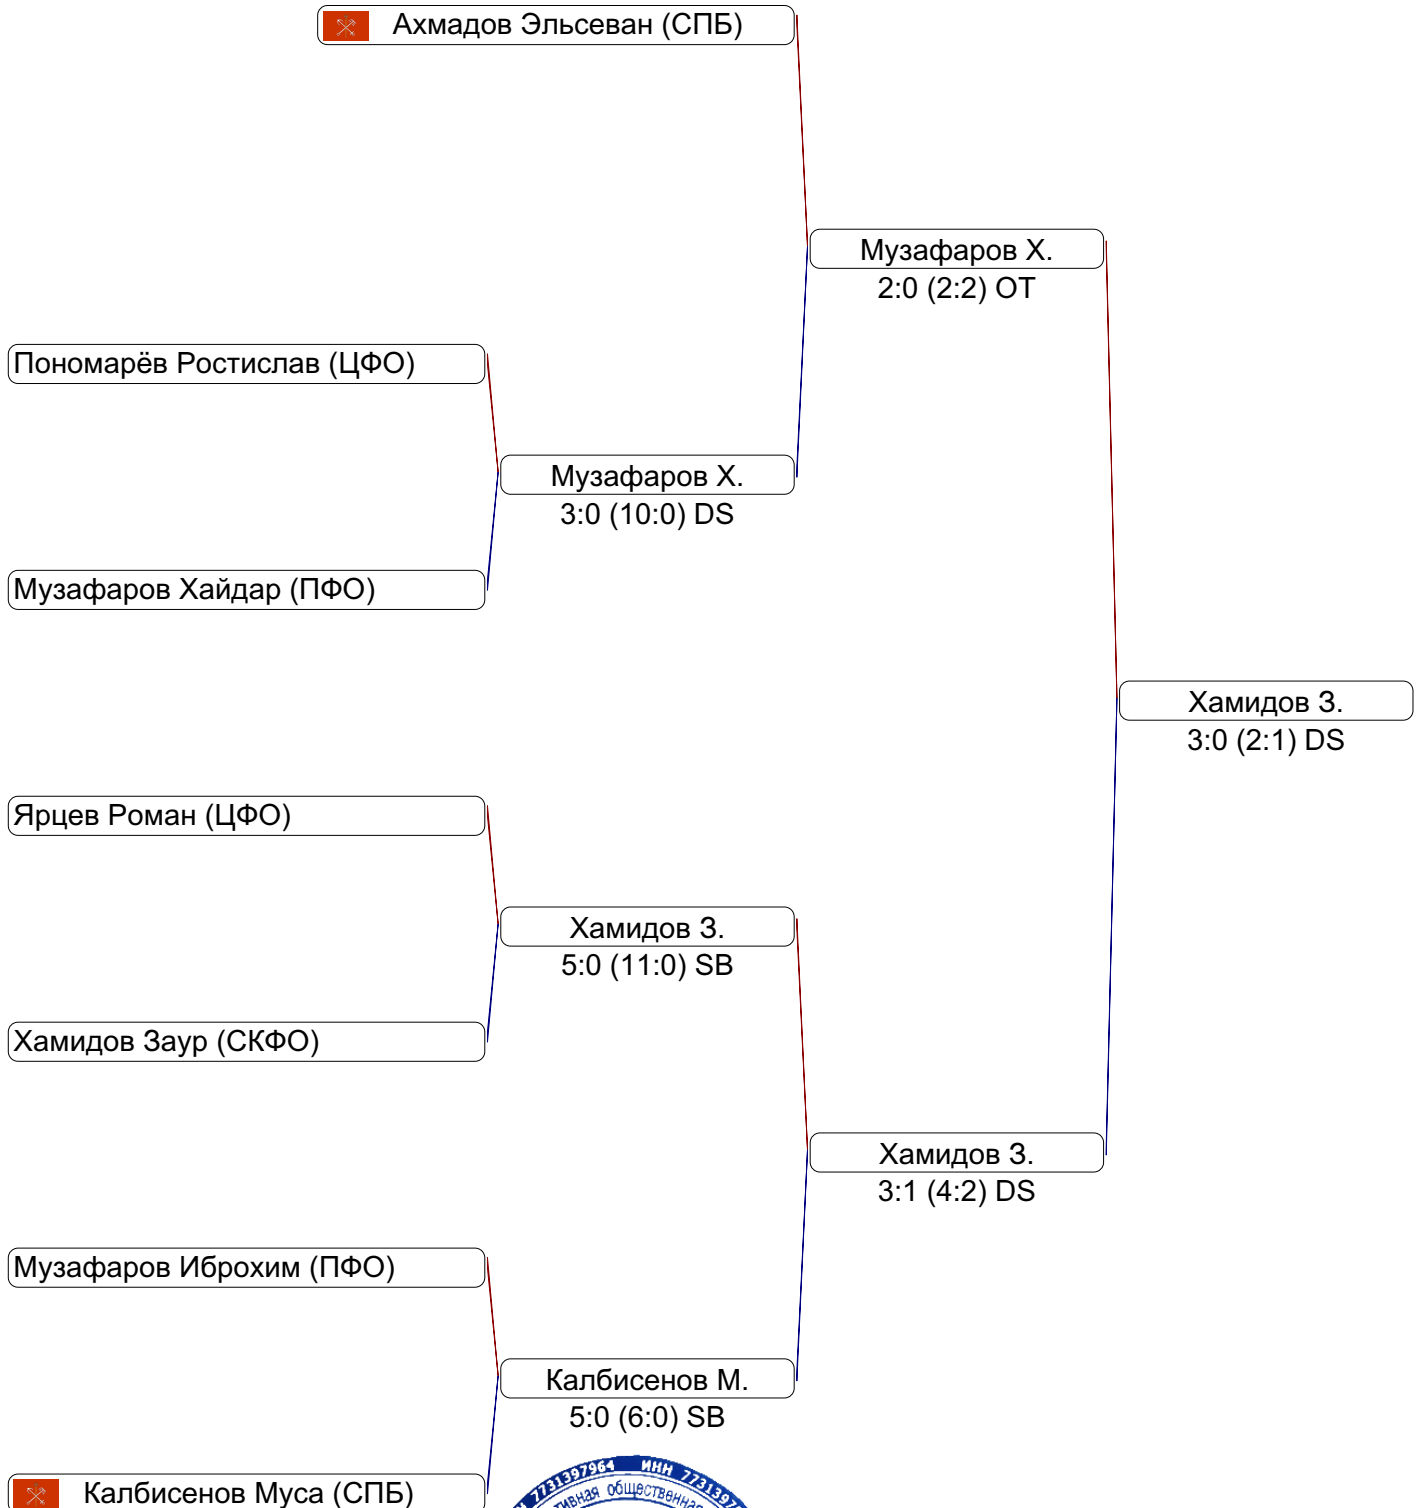 Ахмадов Эльсеван (СПБ)
Музафаров Х.
2:0 (2:2) OT
Пономарёв Ростислав (ЦФО)
Музафаров Х.
3:0 (10:0) DS
Музафаров Хайдар (ПФО)
Хамидов З.
3:0 (2:1) DS
Ярцев Роман (ЦФО)
Хамидов З.
5:0 (11:0) SB
Хамидов Заур (СКФО)
Хамидов З.
3:1 (4:2) DS
Музафаров Иброхим (ПФО)
Калбисенов М.
5:0 (6:0) SB
7731397964 ИНН
общественная
Калбисенов Муса (СПБ)